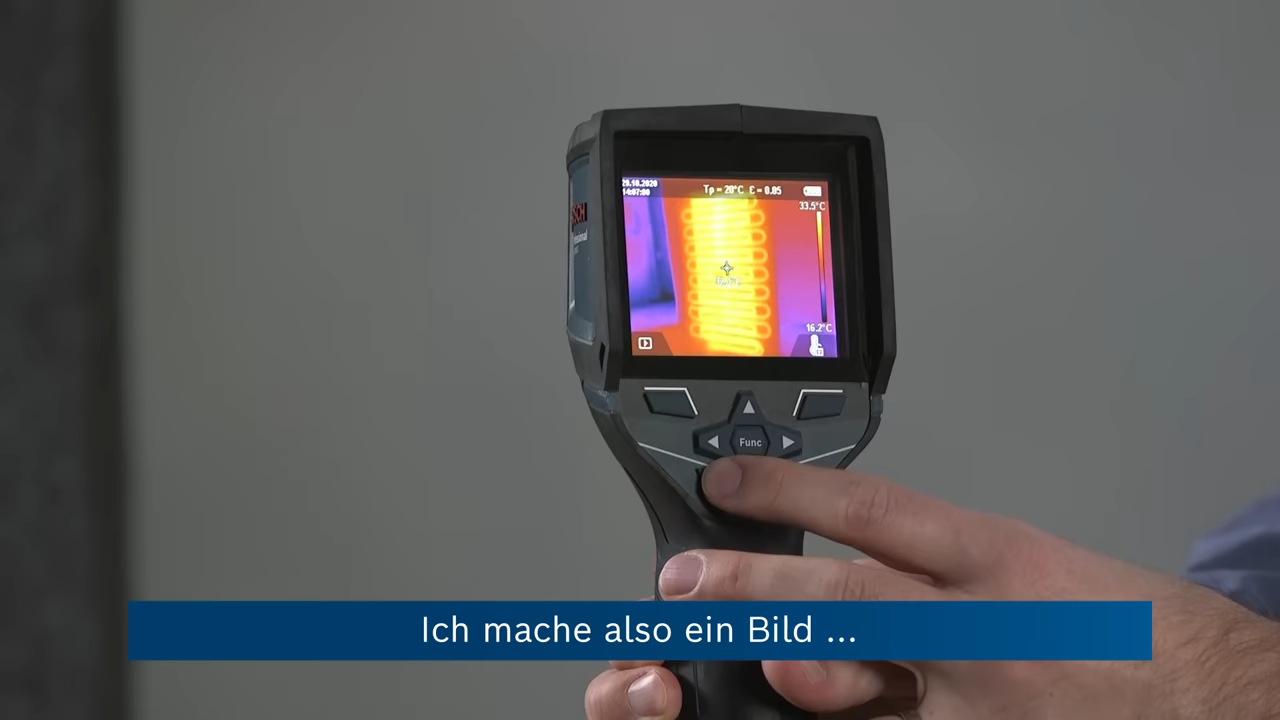 29.10.2020
14:07:00
Tp = 20°C ε = 0.95
33.5°C
16.2°C
Func
Ich mache also ein Bild ...